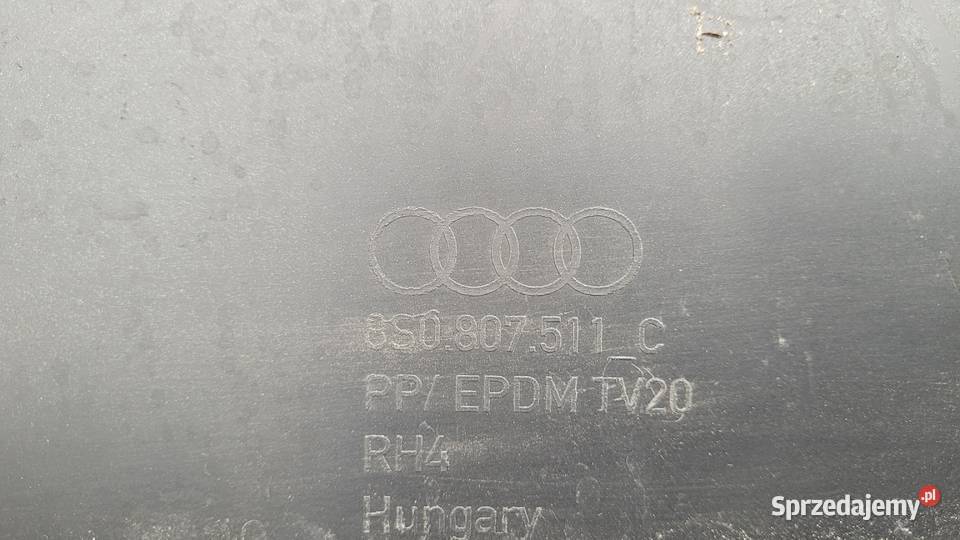 8S0.807.511 C
PP/ EPDM TV20
RH4
Hungary
Sprzedajemy.pl